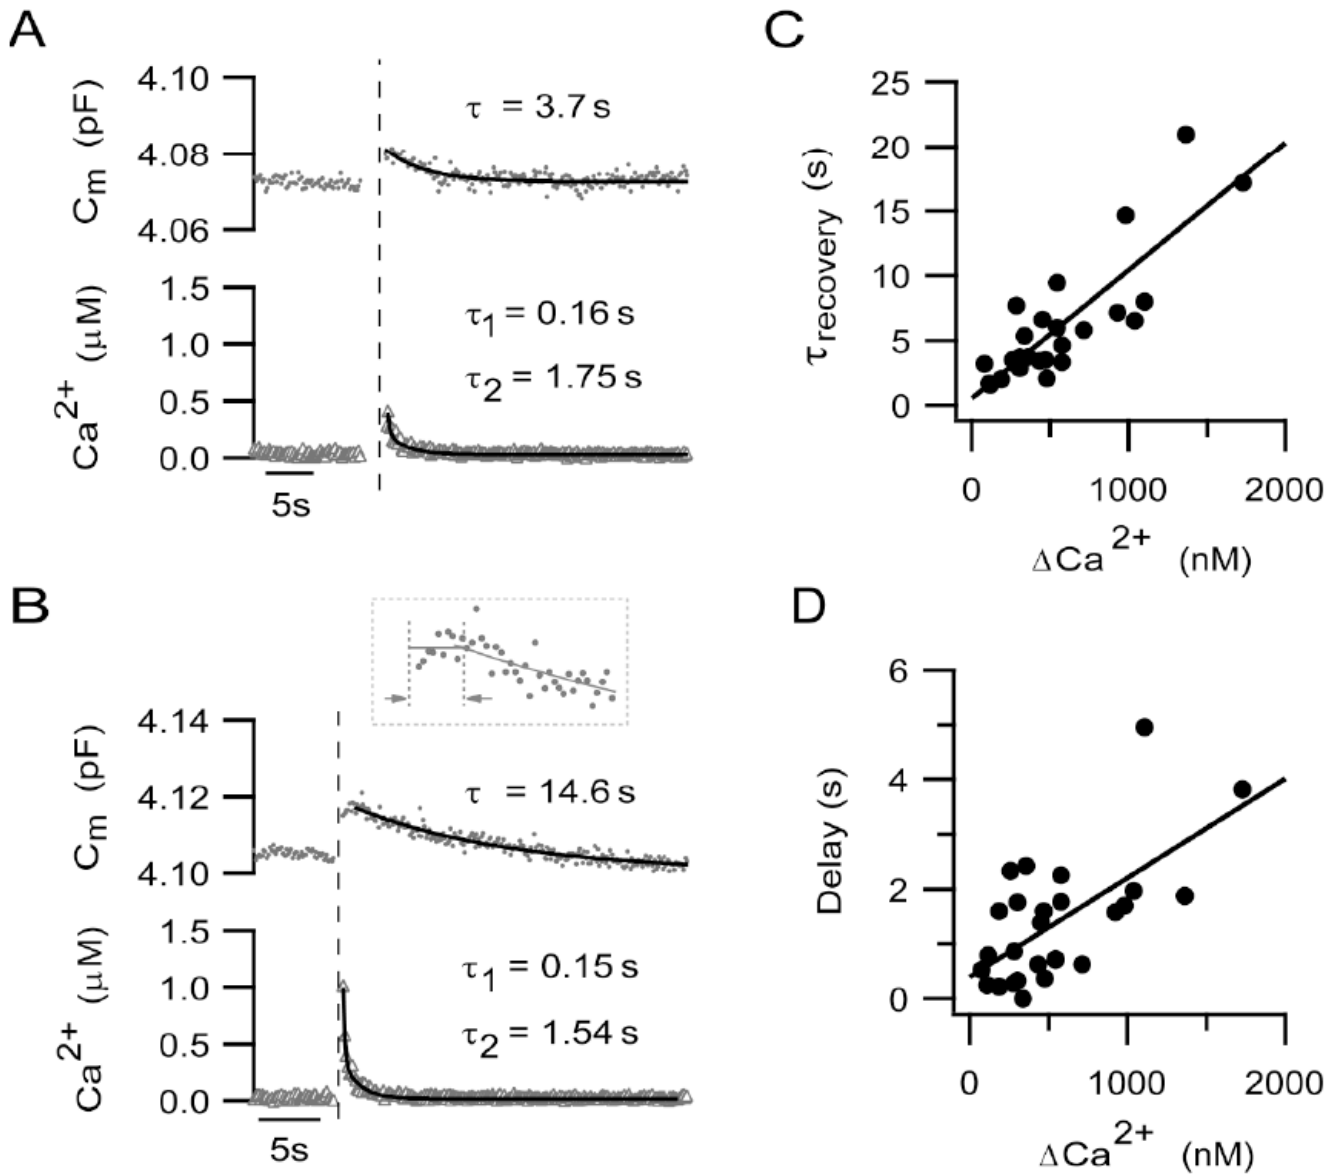 A
C_m (pF)
4.10
4.08
4.06
τ = 3.7 s
Ca²⁺ (μM)
1.5
1.0
0.5
0.0
τ₁ = 0.16 s
τ₂ = 1.75 s
5s
B
C_m (pF)
4.14
4.12
4.10
τ = 14.6 s
Ca²⁺ (μM)
1.5
1.0
0.5
0.0
τ₁ = 0.15 s
τ₂ = 1.54 s
5s
C
τ_recovery (s)
25
20
15
10
5
0
0 1000 2000
ΔCa²⁺ (nM)
D
Delay (s)
6
4
2
0
0 1000 2000
ΔCa²⁺ (nM)